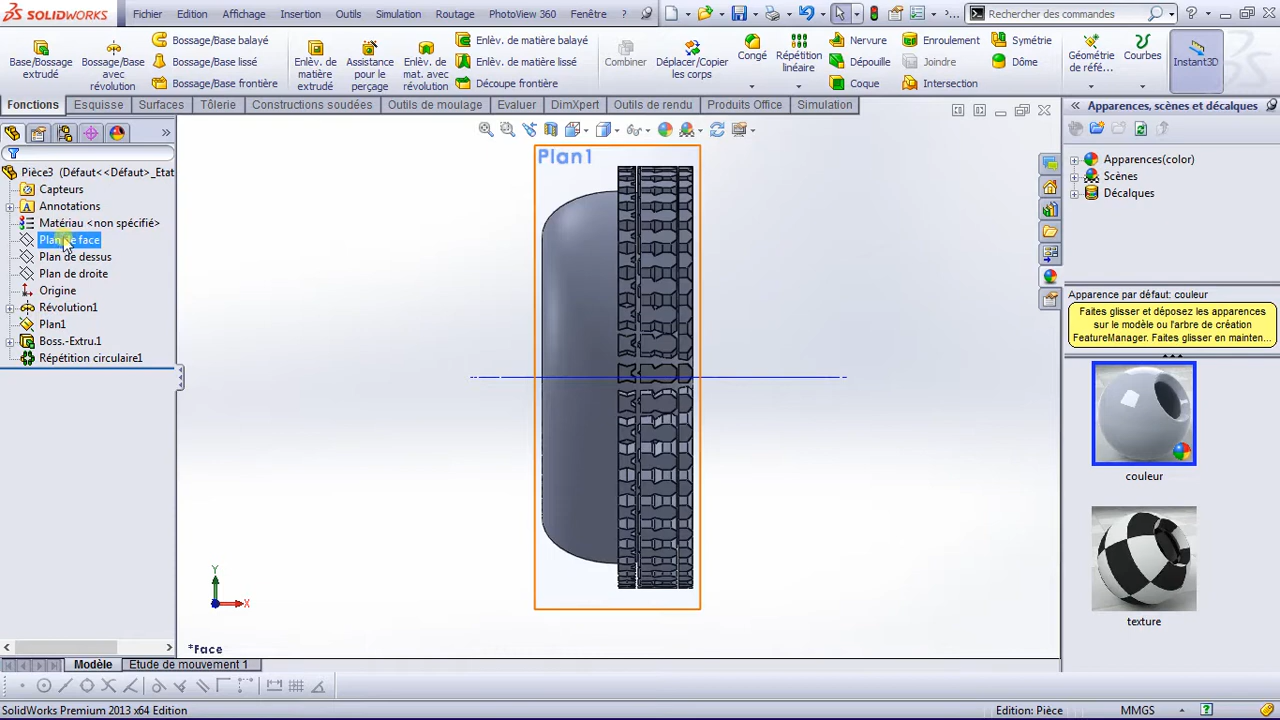 SOLIDWORKS
Fichier Edition Affichage Insertion Outils Simulation Routage PhotoView 360 Fenêtre ?
Rechercher des commandes
Base/Bossage extrudé
Bossage/Base avec révolution
Bossage/Base balayé
Bossage/Base lissé
Bossage/Base frontière
Enlèv. de matière extrudé
Assistance pour le perçage
Enlèv. de mat. avec révolution
Enlèv. de matière balayé
Enlèv. de matière lissé
Découpe frontière
Combiner
Déplacer/Copier les corps
Congé
Répétition linéaire
Nervure
Dépouille
Coque
Enroulement
Joindre
Intersection
Symétrie
Dôme
Géométrie de réfé...
Courbes
Instant3D
Fonctions Esquisse Surfaces Tôlerie Constructions soudées Outils de moulage Evaluer DimXpert Outils de rendu Produits Office Simulation
Apparences, scènes et décalques
Pièce3 (Défaut<<Défaut>_Etat
Capteurs
Annotations
Matériau <non spécifié>
Plan de face
Plan de dessus
Plan de droite
Origine
Révolution1
Plan1
Boss.-Extru.1
Répétition circulaire1
Plan1
Y
X
*Face
Apparences(color)
Scènes
Décalques
Apparence par défaut: couleur
Faites glisser et déposez les apparences
sur le modèle ou l'arbre de création
FeatureManager. Faites glisser en mainten...
couleur
texture
Modèle Etude de mouvement 1
SolidWorks Premium 2013 x64 Edition
Edition: Pièce
MMGS